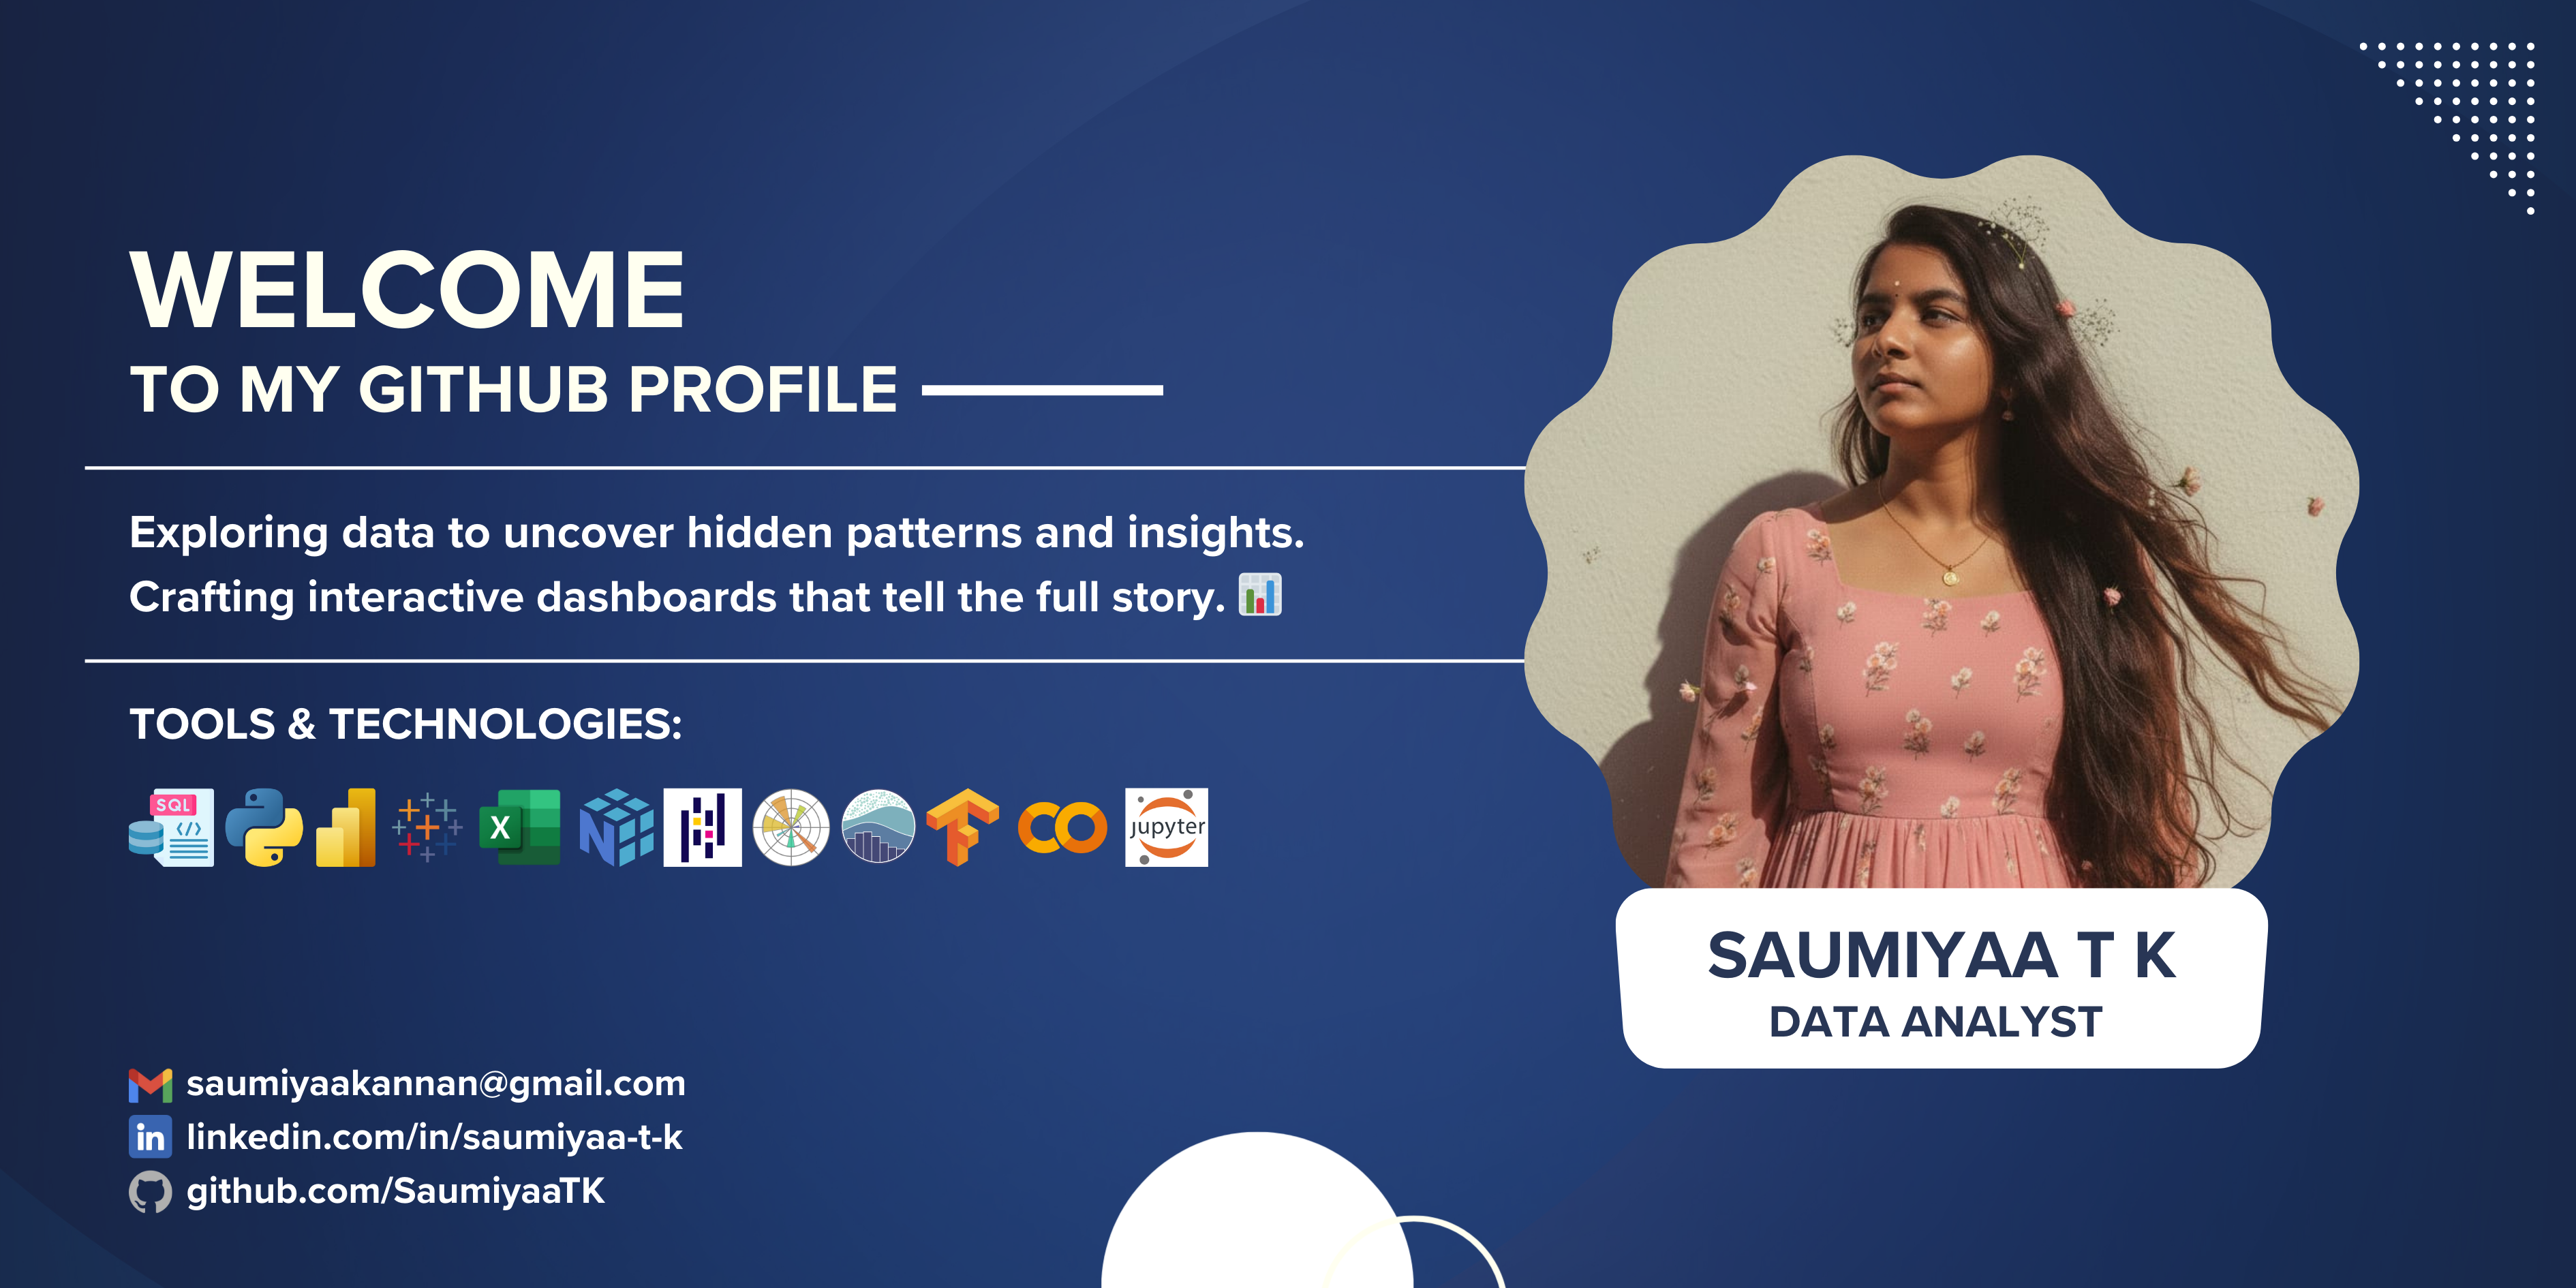 WELCOME
TO MY GITHUB PROFILE
Exploring data to uncover hidden patterns and insights.
Crafting interactive dashboards that tell the full story.
TOOLS & TECHNOLOGIES:
SQL
</>
X
jupyter
SAUMIYAA T K
DATA ANALYST
saumiyaakannan@gmail.com
in linkedin.com/in/saumiyaa-t-k
github.com/SaumiyaaTK